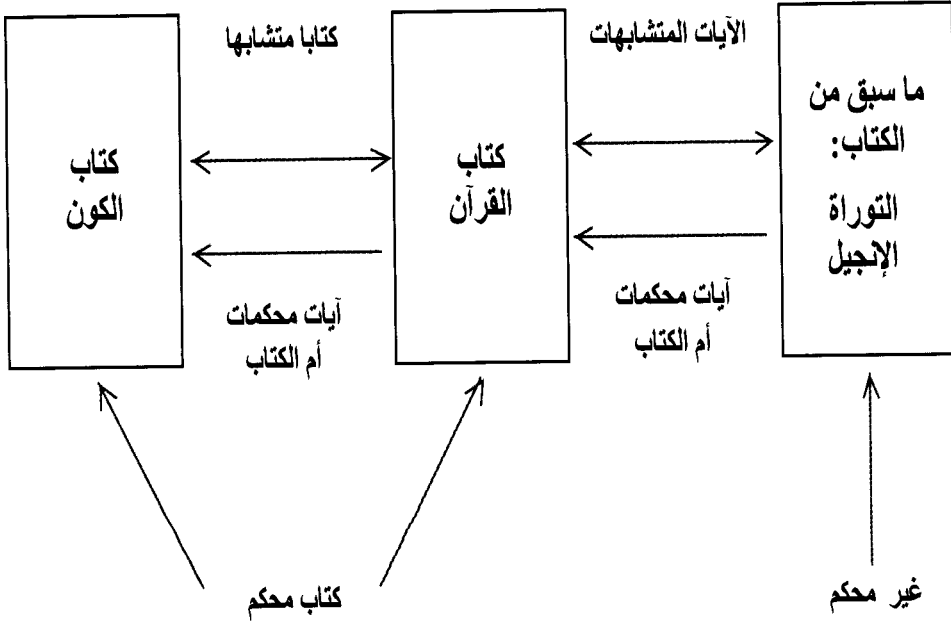 الآيات المتشابهات
كتابا متشابها
ما سبق من
الكتاب:
التوراة
الإنجيل
كتاب
القرآن
كتاب
الكون
آيات محكمات
أم الكتاب
آيات محكمات
أم الكتاب
غير محكم
كتاب محكم